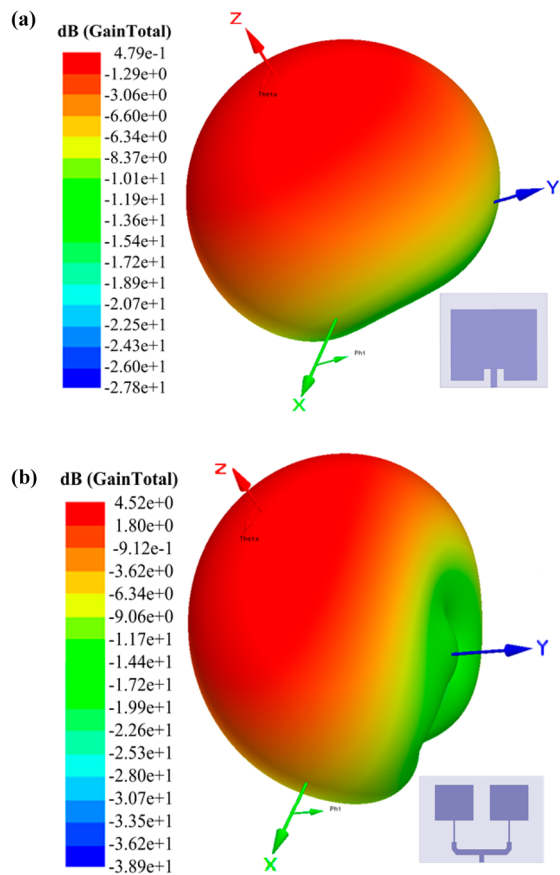 (a)
dB (GainTotal)
4.79e-1
-1.29e+0
-3.06e+0
-6.60e+0
-6.34e+0
-8.37e+0
-1.01e+1
-1.19e+1
-1.36e+1
-1.54e+1
-1.72e+1
-1.89e+1
-2.07e+1
-2.25e+1
-2.43e+1
-2.60e+1
-2.78e+1
Z
Theta
Y
Phi
X
(b)
dB (GainTotal)
4.52e+0
1.80e+0
-9.12e-1
-3.62e+0
-6.34e+0
-9.06e+0
-1.17e+1
-1.44e+1
-1.72e+1
-1.99e+1
-2.26e+1
-2.53e+1
-2.80e+1
-3.07e+1
-3.35e+1
-3.62e+1
-3.89e+1
Z
Theta
Y
Phi
X